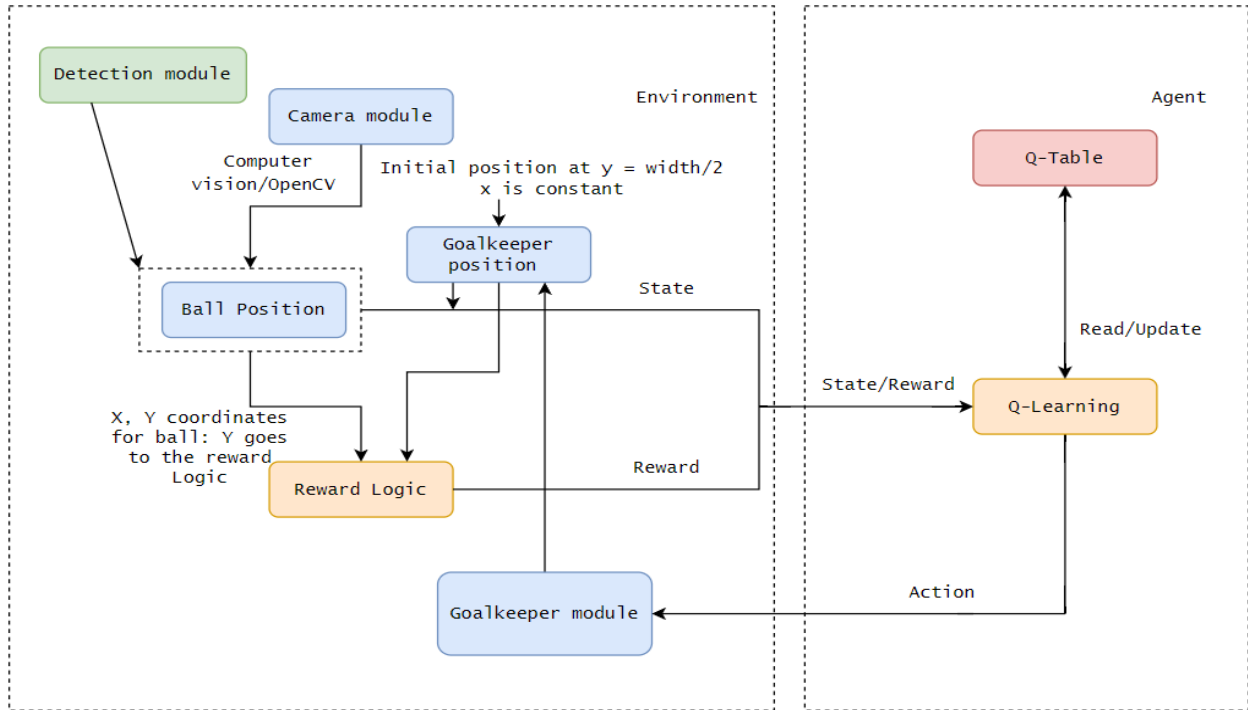 Detection module
Environment
Agent
Camera module
Computer
vision/OpenCV
Initial position at y = width/2
x is constant
Q-Table
Goalkeeper
position
State
Ball Position
Read/Update
State/Reward
Q-Learning
X, Y coordinates
for ball: Y goes
to the reward
Logic
Reward
Reward Logic
Action
Goalkeeper module